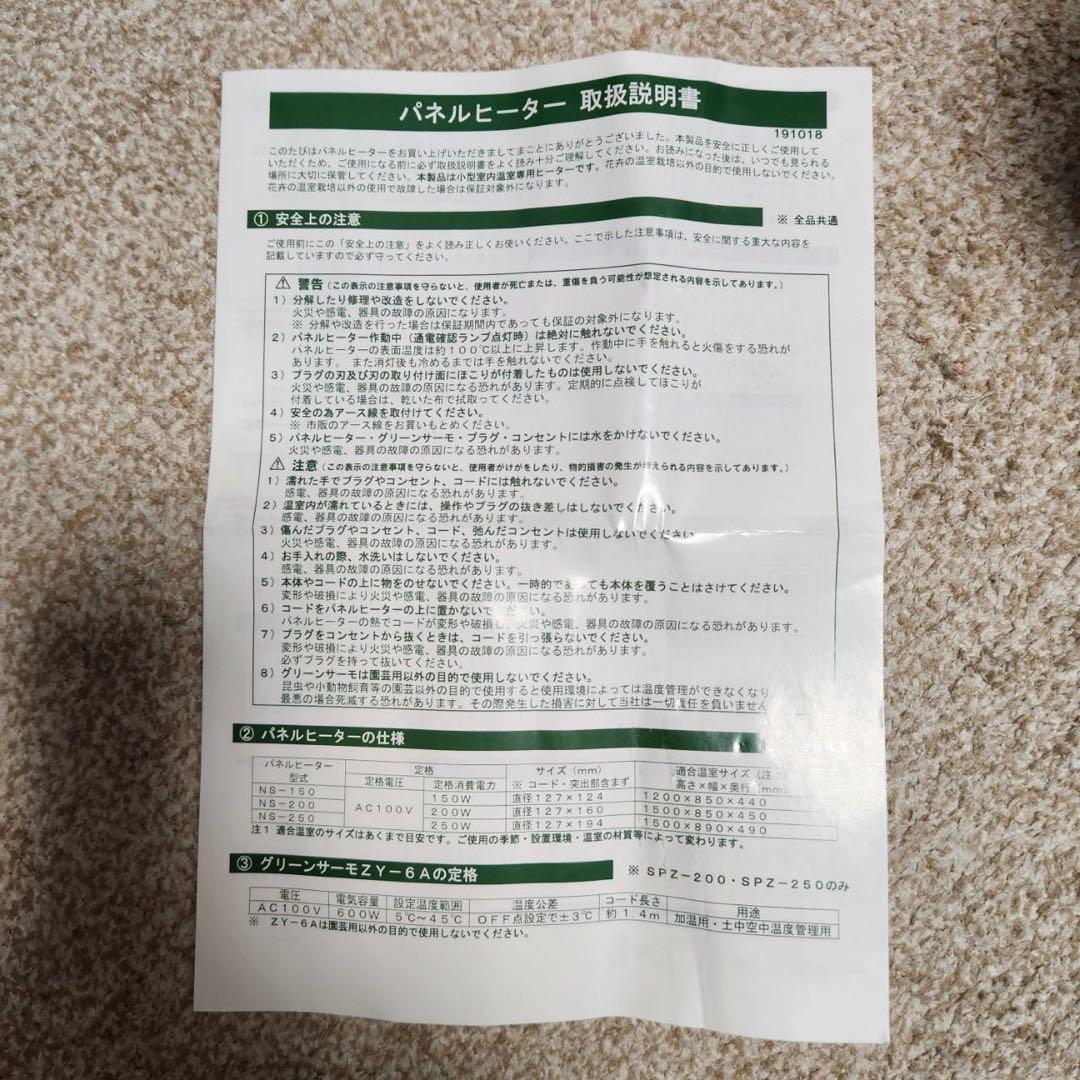 パネルヒーター 取扱説明書
191018
このたびはパネルヒーターをお買い上げいただきましてまことにありがとうございました。本製品を安全に正しくご使用して
いただくため、ご使用になる前に必ず取扱説明書をよく読み十分ご理解してください。お読みになった後は、いつでも見られる
場所に大切に保管してください。本製品は小型室内温室専用ヒーターです。花卉の温室栽培以外の目的で使用しないでください。
花卉の温室栽培以外の使用で故障した場合は保証対象外になります。
① 安全上の注意
※ 全品共通
ご使用前にこの「安全上の注意」をよく読み正しくお使いください。ここで示した注意事項は、安全に関する重大な内容を
記載していますので必ず守ってください。
⚠ 警告（この表示の注意事項を守らないと、使用者が死亡または、重傷を負う可能性が想定される内容を示してあります。）
1）分解したり修理や改造をしないでください。
火災や感電、器具の故障の原因になります。
※ 分解や改造を行った場合は保証期間内であっても保証の対象外になります。
2）パネルヒーター作動中（通電確認ランプ点灯時）は絶対に触れないでください。
パネルヒーターの表面温度は約１００℃以上に上昇します。作動中に手を触れると火傷をする恐れが
あります。 また消灯後も冷めるまでは手を触れないでください。
3）プラグの刃及び刃の取り付け面にほこりが付着したものは使用しないでください。
火災や感電、器具の故障の原因になる恐れがあります。定期的に点検してほこりが
付着している場合は、乾いた布で拭取ってください。
4）安全の為アース線を取付けてください。
※ 市販のアース線をお買いもとめください。
5）パネルヒーター・グリーンサーモ・プラグ・コンセントには水をかけないでください。
火災や感電、器具の故障の原因になる恐れがあります。
⚠ 注意（この表示の注意事項を守らないと、使用者がけがをしたり、物的損害の発生が考えられる内容を示してあります。）
1）濡れた手でプラグやコンセント、コードには触れないでください。
感電、器具の故障の原因になる恐れがあります。
2）温室内が濡れているときには、操作やプラグの抜き差しはしないでください。
感電、器具の故障の原因になる恐れがあります。
3）傷んだプラグやコンセント、コード、弛んだコンセントは使用しないでください。
火災や感電、器具の故障の原因になる恐れがあります。
4）お手入れの際、水洗いはしないでください。
感電、器具の故障の原因になる恐れがあります。
5）本体やコードの上に物をのせないでください。一時的であっても本体を覆うことはさけてください。
変形や破損により火災や感電、器具の故障の原因になる恐れがあります。
6）コードをパネルヒーターの上に置かないでください。
パネルヒーターの熱でコードが変形や破損し、火災や感電、器具の故障の原因になる恐れがあります。
7）プラグをコンセントから抜くときは、コードを引っ張らないでください。
変形や破損により火災や感電、器具の故障の原因になる恐れがあります。
必ずプラグを持って抜いてください。
8）グリーンサーモは園芸用以外の目的で使用しないでください。
昆虫や小動物飼育等の園芸以外の目的で使用すると使用環境によっては温度管理ができなくなり
最悪の場合死滅する恐れがあります。その際発生した損害に対して当社は一切責任を負いません
② パネルヒーターの仕様
パネルヒーター 型式 定格 サイズ（mm） 適合温室サイズ（注
定格電圧 定格消費電力 ※ コード・突出部含まず 高さ×幅×奥行（mm）
NS－150 AC100V 150W 直径127×124 1200×850×440
NS－200 200W 直径127×160 1500×850×450
NS－250 250W 直径127×194 1500×890×490
注1 適合温室のサイズはあくまで目安です。ご使用の季節・設置環境・温室の材質等によって変わります。
③ グリーンサーモZY－6Aの定格
※ SPZ－200・SPZ－250のみ
電圧 電気容量 設定温度範囲 温度公差 コード長さ 用途
AC100V 600W 5℃～45℃ OFF点設定で±3℃ 約1.4m 加温用・土中空中温度管理用
※ ZY－6Aは園芸用以外の目的で使用しないでください。